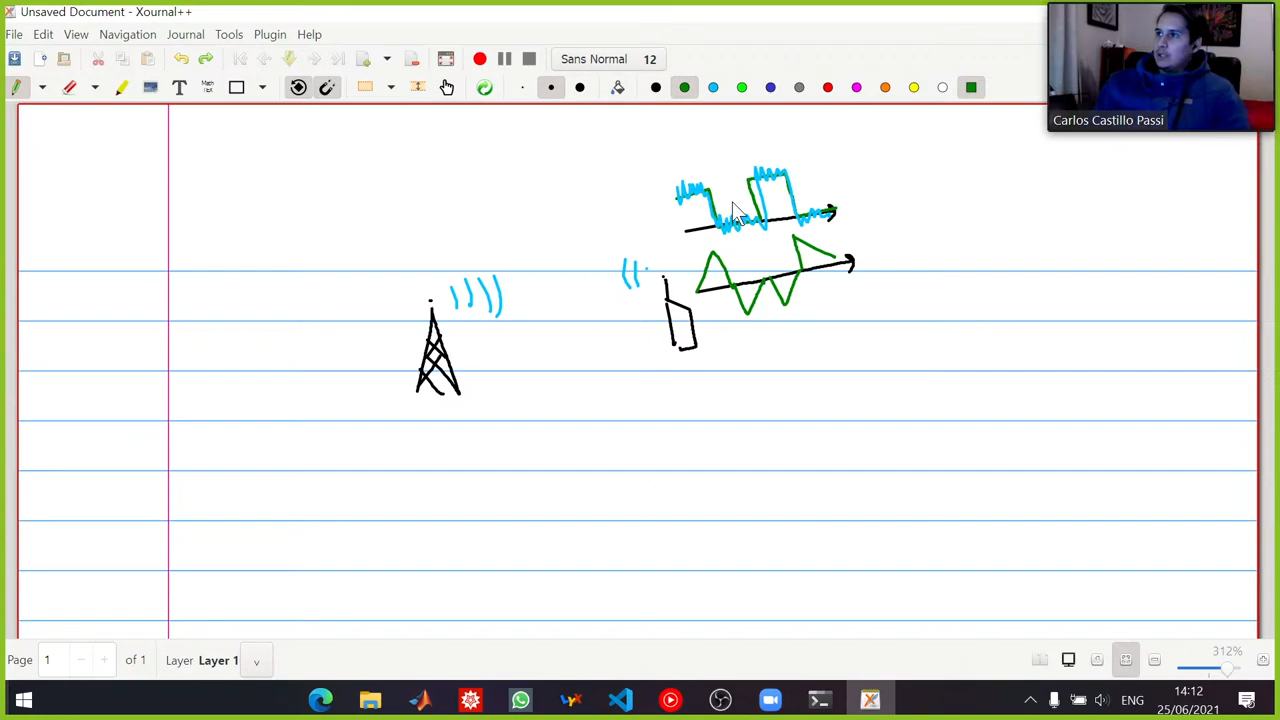 Unsaved Document - Xournal++
File Edit View Navigation Journal Tools Plugin Help
Sans Normal 12
Carlos Castillo Passi
Page 1 of 1 Layer Layer 1
312%
ENG
14:12
25/06/2021